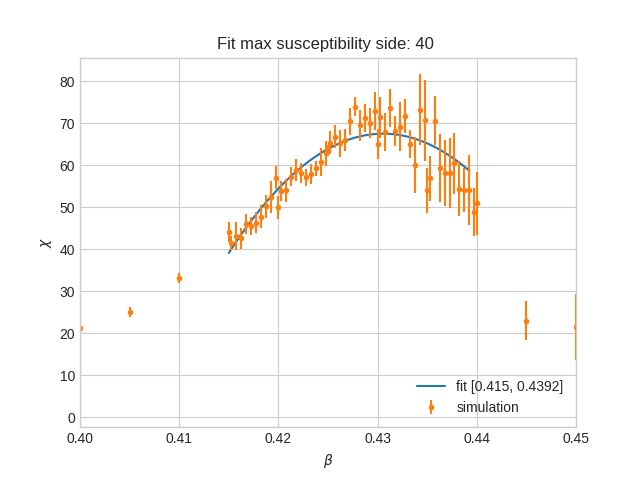 Fit max susceptibility side: 40
χ
80
70
60
50
40
30
20
10
0
fit [0.415, 0.4392]
simulation
0.40 0.41 0.42 0.43 0.44 0.45
β